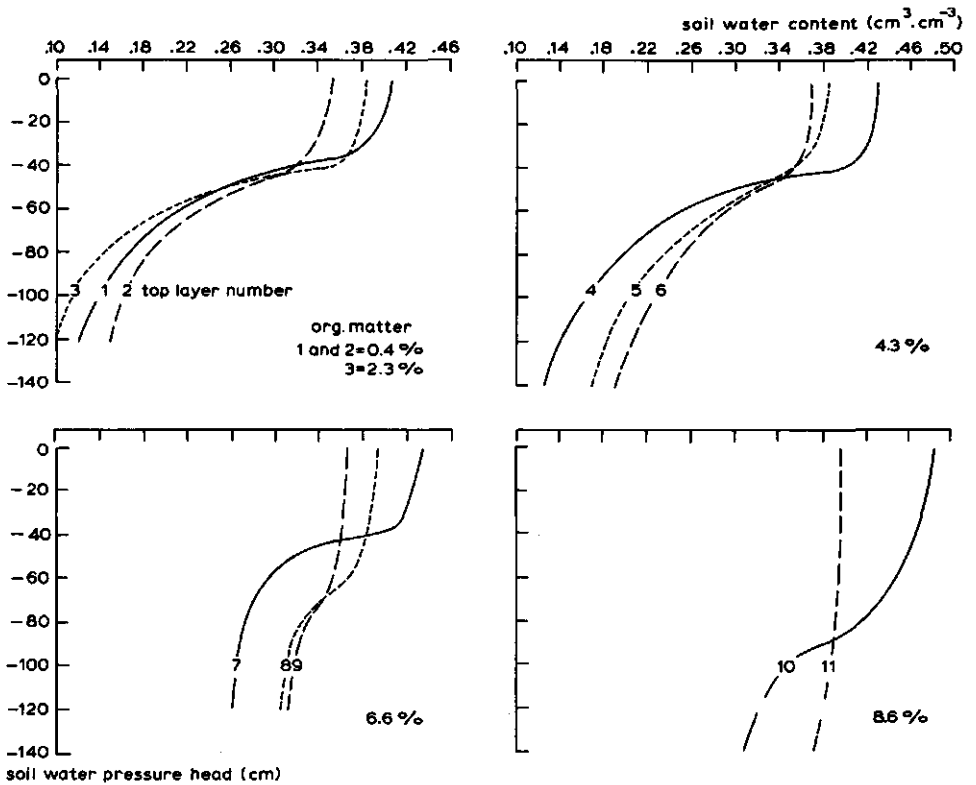 soil water content (cm³.cm⁻³)
.10 .14 .18 .22 .26 .30 .34 .38 .42 .46
.10 .14 .18 .22 .26 .30 .34 .38 .42 .46 .50
0
-20
-40
-60
-80
-100
-120
-140
3 1 2 top layer number
org. matter
1 and 2=0.4 %
3=2.3 %
4 5 6
4.3 %
0
-20
-40
-60
-80
-100
-120
-140
7 8 9
6.6 %
10 11
8.6 %
soil water pressure head (cm)